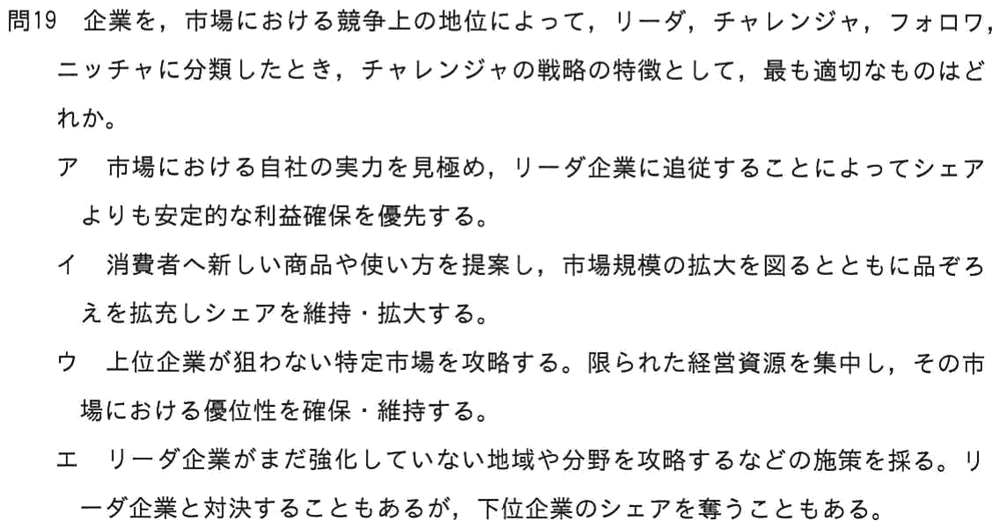 問19　企業を，市場における競争上の地位によって，リーダ，チャレンジャ，フォロワ，
ニッチャに分類したとき，チャレンジャの戦略の特徴として，最も適切なものはど
れか。
ア　市場における自社の実力を見極め，リーダ企業に追従することによってシェア
よりも安定的な利益確保を優先する。
イ　消費者へ新しい商品や使い方を提案し，市場規模の拡大を図るとともに品ぞろ
えを拡充しシェアを維持・拡大する。
ウ　上位企業が狙わない特定市場を攻略する。限られた経営資源を集中し，その市
場における優位性を確保・維持する。
エ　リーダ企業がまだ強化していない地域や分野を攻略するなどの施策を採る。リ
ーダ企業と対決することもあるが，下位企業のシェアを奪うこともある。